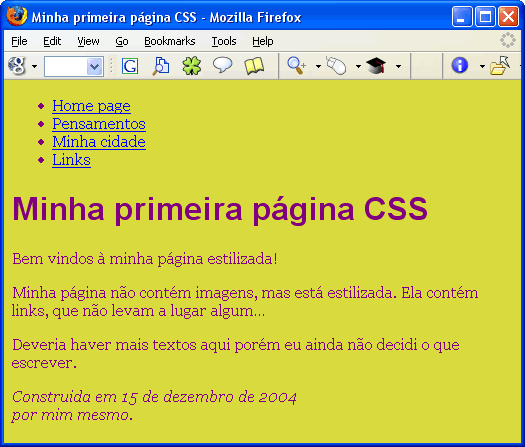 Minha primeira página CSS - Mozilla Firefox
File Edit View Go Bookmarks Tools Help
Home page
Pensamentos
Minha cidade
Links
Minha primeira página CSS
Bem vindos à minha página estilizada!
Minha página não contém imagens, mas está estilizada. Ela contém
links, que não levam a lugar algum...
Deveria haver mais textos aqui porém eu ainda não decidi o que
escrever.
Construida em 15 de dezembro de 2004
por mim mesmo.